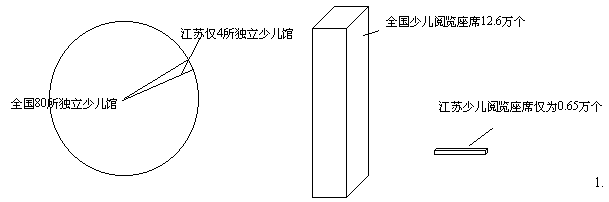 江苏仅4所独立少儿馆
全国80所独立少儿馆
全国少儿阅览座席12.6万个
江苏少儿阅览座席仅为0.65万个
1.